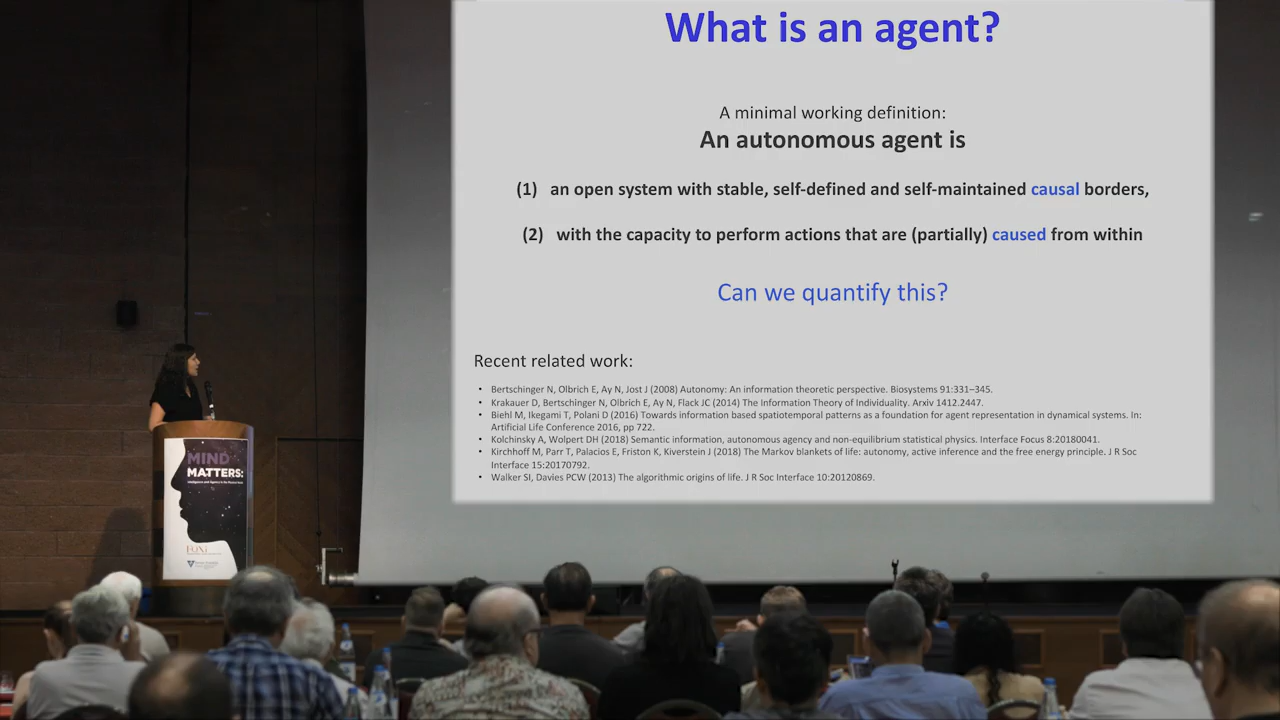 What is an agent?
A minimal working definition:
An autonomous agent is
(1) an open system with stable, self-defined and self-maintained causal borders,
(2) with the capacity to perform actions that are (partially) caused from within
Can we quantify this?
Recent related work:
• Bertschinger N, Olbrich E, Ay N, Jost J (2008) Autonomy: An information theoretic perspective. Biosystems 91:331–345.
• Krakauer D, Bertschinger N, Olbrich E, Ay N, Flack JC (2014) The Information Theory of Individuality. Arxiv 1412.2447.
• Biehl M, Ikegami T, Polani D (2016) Towards information based spatiotemporal patterns as a foundation for agent representation in dynamical systems. In:
Artificial Life Conference 2016, pp 722.
• Kolchinsky A, Wolpert DH (2018) Semantic information, autonomous agency and non-equilibrium statistical physics. Interface Focus 8:20180041.
• Kirchhoff M, Parr T, Palacios E, Friston K, Kiverstein J (2018) The Markov blankets of life: autonomy, active inference and the free energy principle. J R Soc
Interface 15:20170792.
• Walker SI, Davies PCW (2013) The algorithmic origins of life. J R Soc Interface 10:20120869.
MIND
MATTERS:
Intelligence and Agency in the Physical World
FQXi